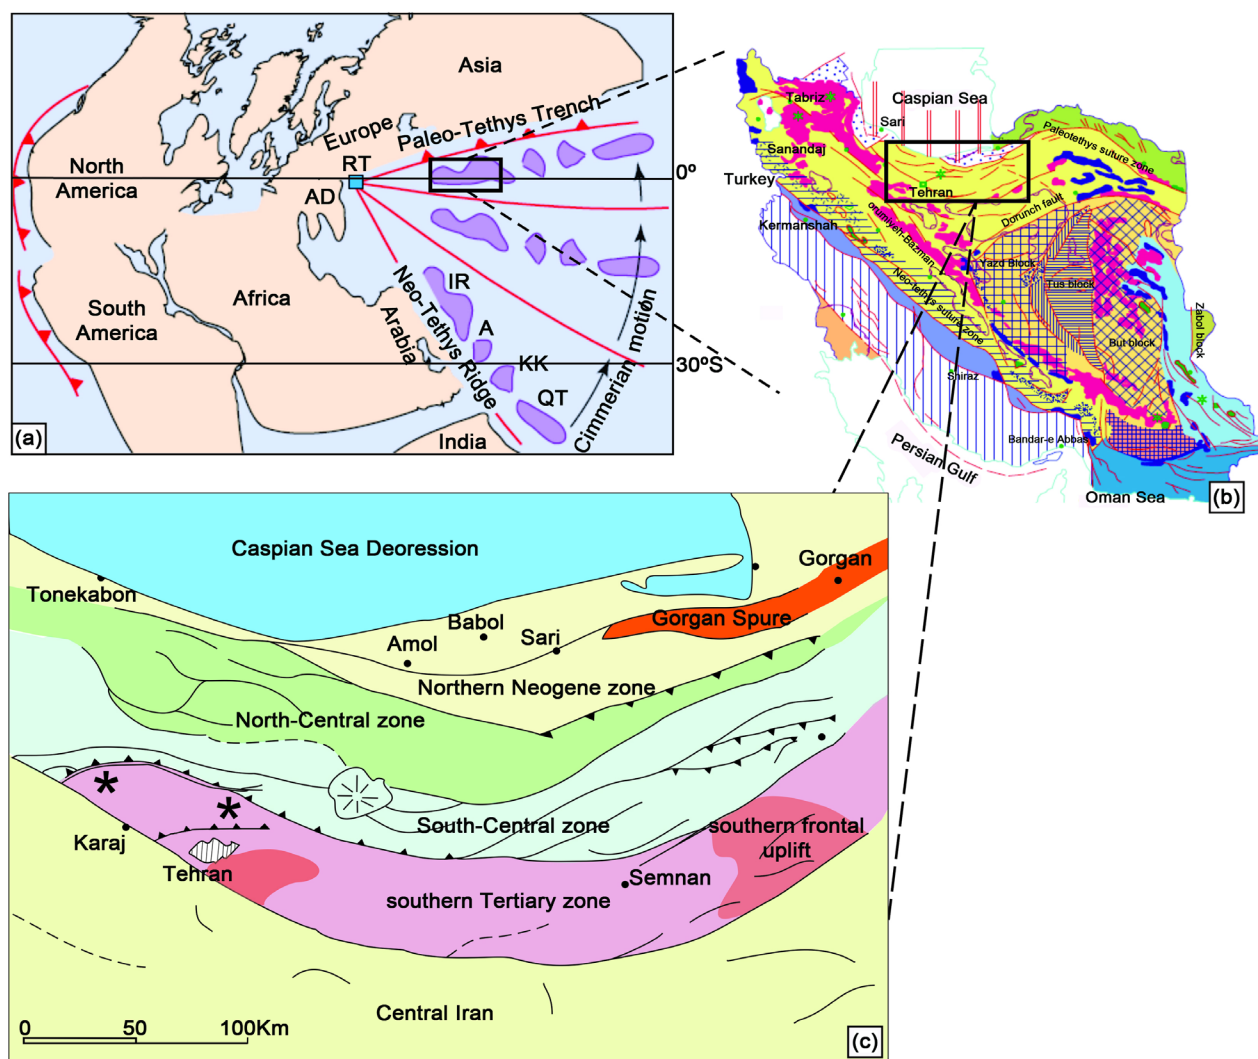 Asia
Europe
Paleo-Tethys Trench
North
America
RT
0º
AD
IR
Neo-Tethys Ridge
Africa
South
America
Arabia
A
KK
30ºS
QT
Cimmerian motion
India
(a)
Tabriz
Caspian Sea
Sari
Paleotethys suture zone
Sanandaj
Turkey
Tehran
Dorunch fault
Kermanshah
orumiyeh-Bazman
Yazd Block
Neo-tethys suture zone
Tus block
Zabol block
But block
Shiraz
Bandar-e Abbas
Persian Gulf
Oman Sea
(b)
Caspian Sea Deoression
Gorgan
Tonekabon
Babol
Gorgan Spure
Amol
Sari
Northern Neogene zone
North-Central zone
*
*
South-Central zone
southern frontal
uplift
Karaj
Tehran
Semnan
southern Tertiary zone
Central Iran
0
50
100Km
(c)